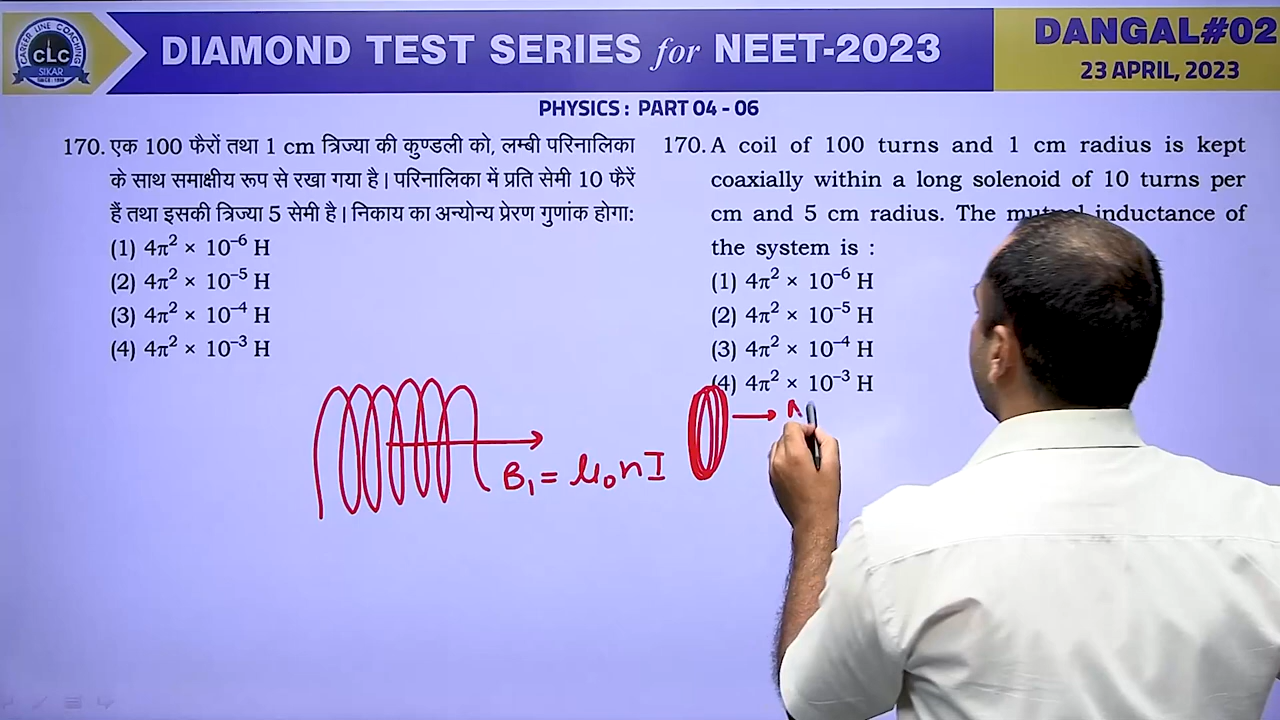 CAREER LINE COACHING
CLC
SIKAR
DIAMOND TEST SERIES for NEET-2023
DANGAL#02
23 APRIL, 2023
PHYSICS : PART 04 - 06
170. एक 100 फैरों तथा 1 cm त्रिज्या की कुण्डली को, लम्बी परिनालिका
के साथ समाक्षीय रूप से रखा गया है। परिनालिका में प्रति सेमी 10 फैरें
हैं तथा इसकी त्रिज्या 5 सेमी है। निकाय का अन्योन्य प्रेरण गुणांक होगा:
(1) 4π² × 10⁻⁶ H
(2) 4π² × 10⁻⁵ H
(3) 4π² × 10⁻⁴ H
(4) 4π² × 10⁻³ H
170. A coil of 100 turns and 1 cm radius is kept
coaxially within a long solenoid of 10 turns per
cm and 5 cm radius. The mutual inductance of
the system is :
(1) 4π² × 10⁻⁶ H
(2) 4π² × 10⁻⁵ H
(3) 4π² × 10⁻⁴ H
(4) 4π² × 10⁻³ H
B₁ = μ₀nI